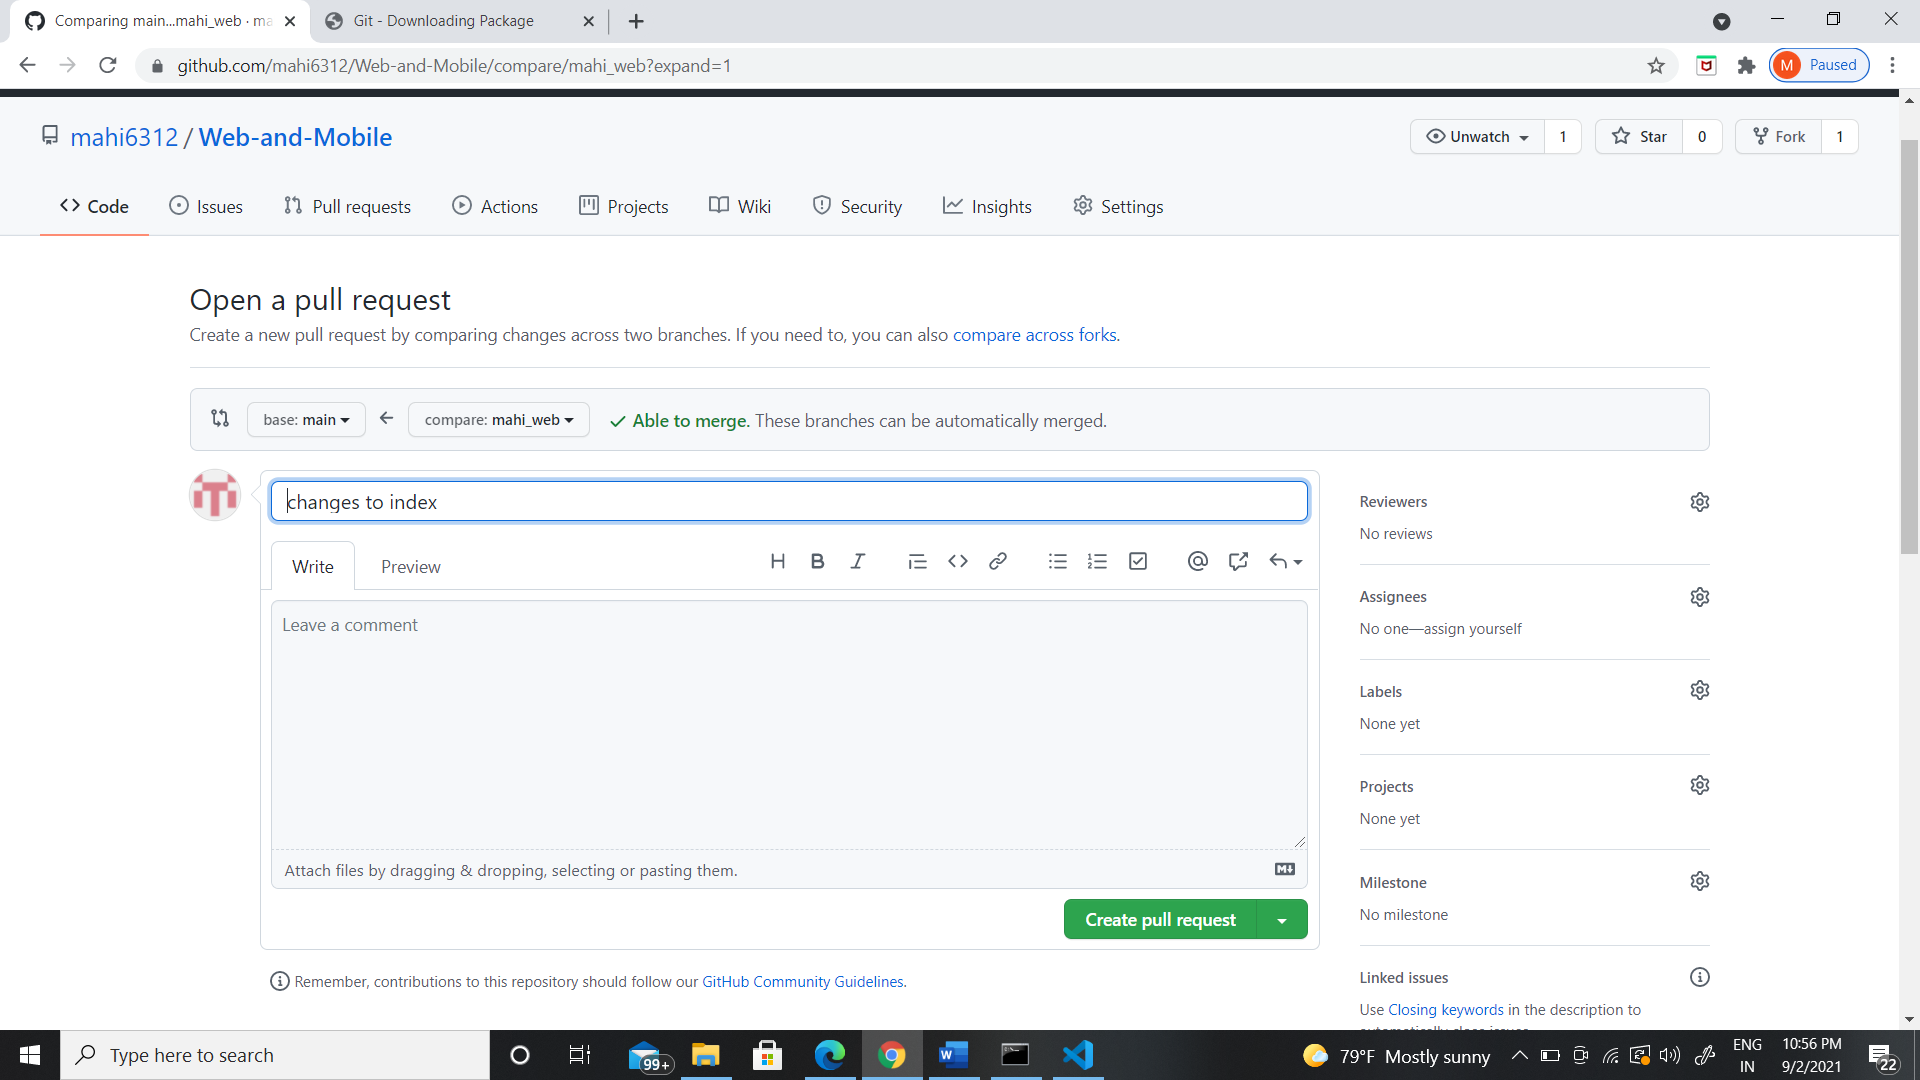 Comparing main...mahi_web · ma
Git - Downloading Package
github.com/mahi6312/Web-and-Mobile/compare/mahi_web?expand=1
M Paused
mahi6312 / Web-and-Mobile
Unwatch 1
Star 0
Fork 1
Code
Issues
Pull requests
Actions
Projects
Wiki
Security
Insights
Settings
Open a pull request
Create a new pull request by comparing changes across two branches. If you need to, you can also compare across forks.
base: main
compare: mahi_web
Able to merge. These branches can be automatically merged.
changes to index
Write
Preview
Leave a comment
Attach files by dragging & dropping, selecting or pasting them.
Create pull request
Remember, contributions to this repository should follow our GitHub Community Guidelines.
Reviewers
No reviews
Assignees
No one—assign yourself
Labels
None yet
Projects
None yet
Milestone
No milestone
Linked issues
Use Closing keywords in the description to
automatically close issues
Type here to search
99+
79°F Mostly sunny
ENG
IN
10:56 PM
9/2/2021
22